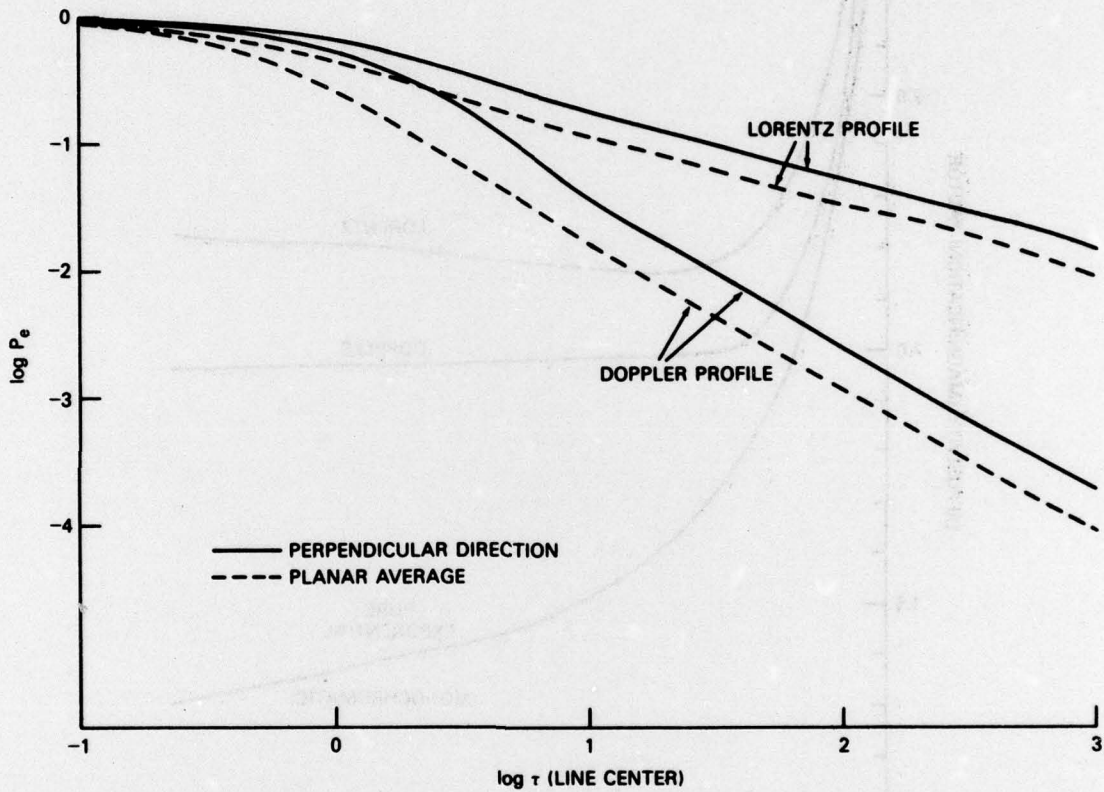 0
-1
-2
-3
-4
log Pe
LORENTZ PROFILE
DOPPLER PROFILE
PERPENDICULAR DIRECTION
PLANAR AVERAGE
-1 0 1 2 3
log τ (LINE CENTER)